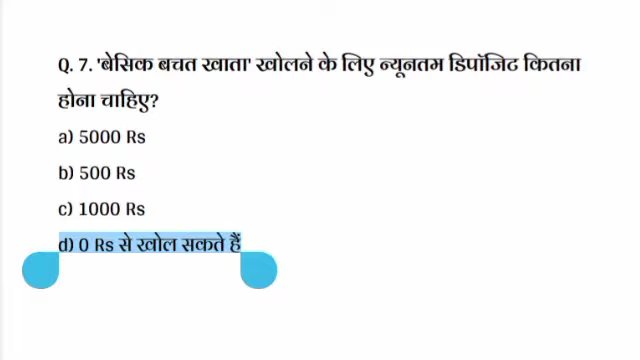 Q. 7. 'बेसिक बचत खाता' खोलने के लिए न्यूनतम डिपॉजिट कितना
होना चाहिए?
a) 5000 Rs
b) 500 Rs
c) 1000 Rs
d) 0 Rs से खोल सकते हैं